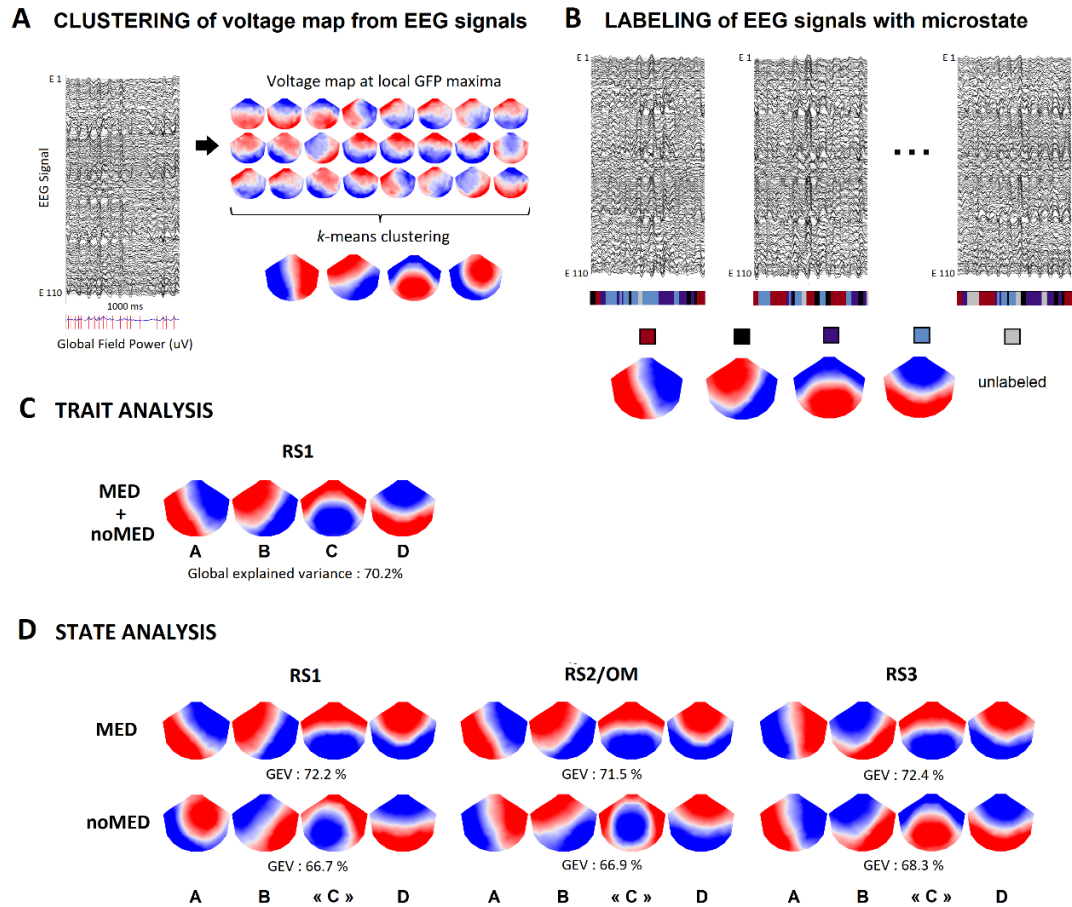 A CLUSTERING of voltage map from EEG signals
E 1
EEG Signal
E 110
1000 ms
Global Field Power (uV)
Voltage map at local GFP maxima
k-means clustering
B LABELING of EEG signals with microstate
E 1
E 1
E 1
...
E 110
E 110
E 110
unlabeled
C TRAIT ANALYSIS
RS1
MED
+
noMED
A B C D
Global explained variance : 70.2%
D STATE ANALYSIS
RS1 RS2/OM RS3
MED
GEV : 72.2 % GEV : 71.5 % GEV : 72.4 %
noMED
GEV : 66.7 % GEV : 66.9 % GEV : 68.3 %
A B « C » D A B « C » D A B « C » D